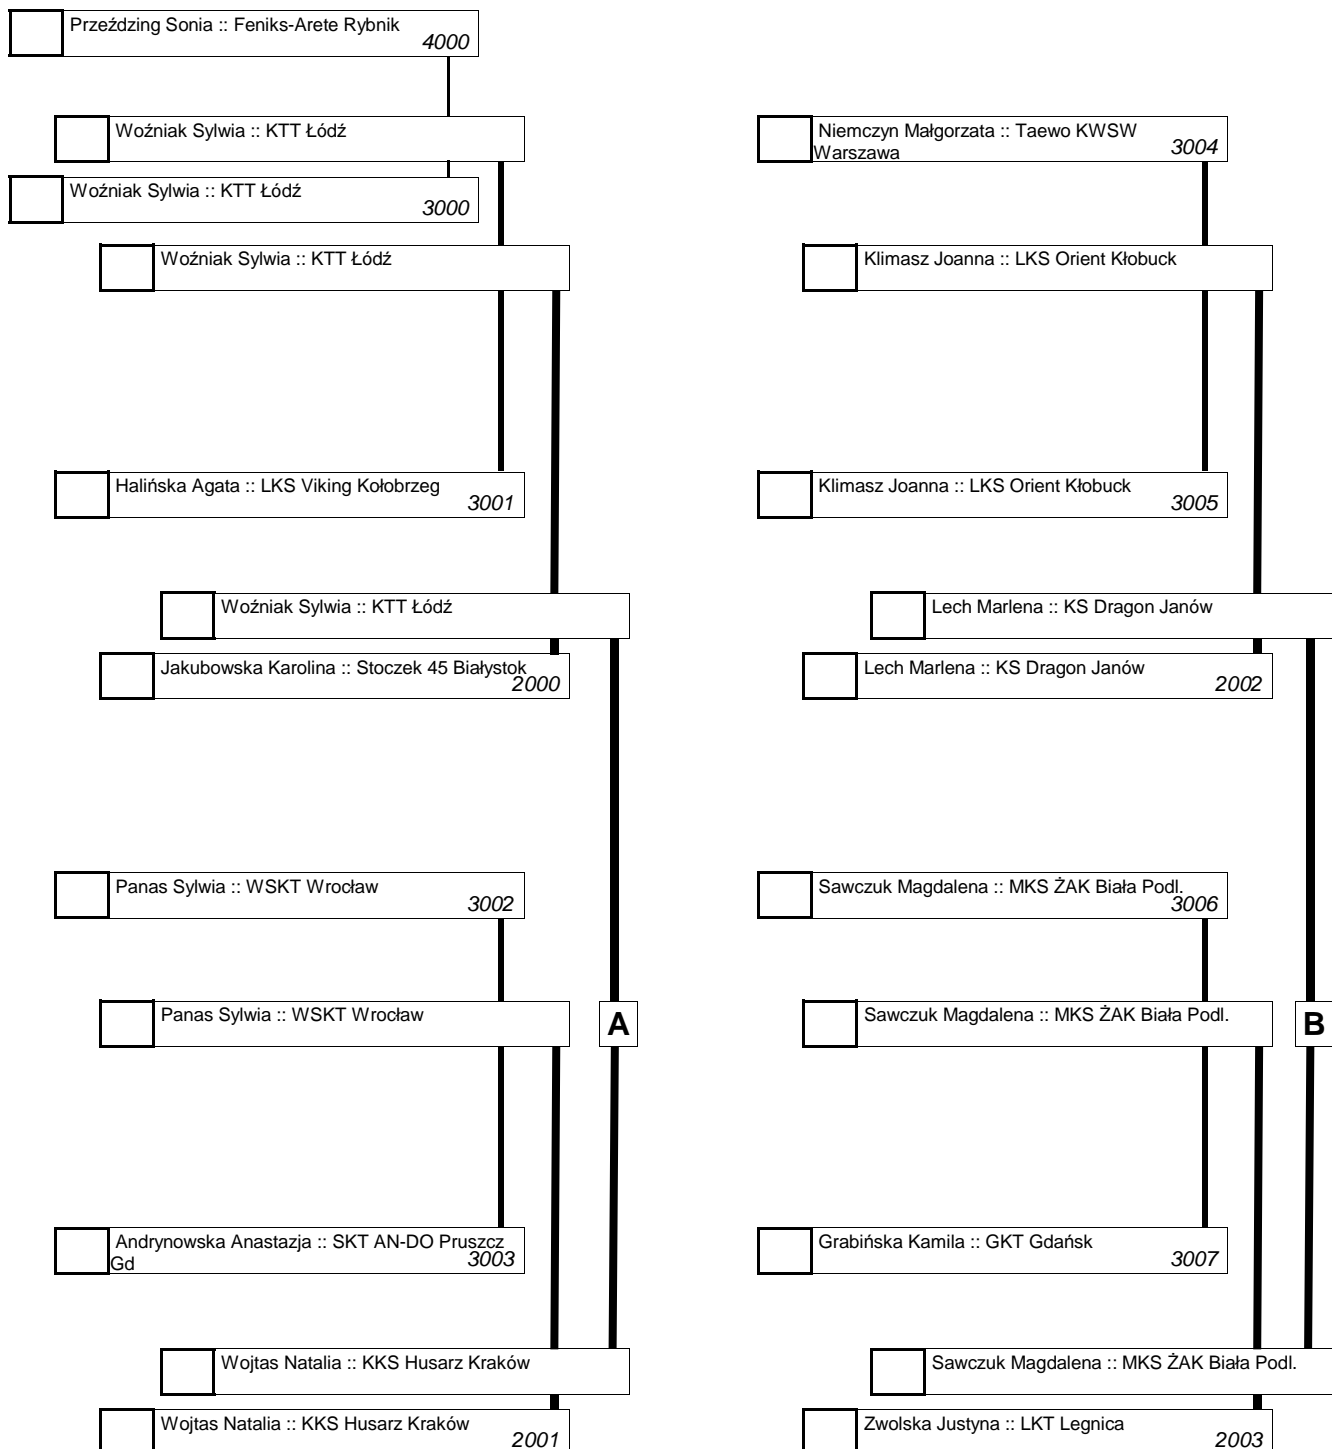 Przeździng Sonia :: Feniks-Arete Rybnik
4000
Woźniak Sylwia :: KTT Łódź
Woźniak Sylwia :: KTT Łódź
3000
Woźniak Sylwia :: KTT Łódź
Halińska Agata :: LKS Viking Kołobrzeg
3001
Woźniak Sylwia :: KTT Łódź
Jakubowska Karolina :: Stoczek 45 Białystok
2000
Panas Sylwia :: WSKT Wrocław
3002
Panas Sylwia :: WSKT Wrocław
A
Andrynowska Anastazja :: SKT AN-DO Pruszcz
Gd
3003
Wojtas Natalia :: KKS Husarz Kraków
Wojtas Natalia :: KKS Husarz Kraków
2001
Niemczyn Małgorzata :: Taewo KWSW
Warszawa
3004
Klimasz Joanna :: LKS Orient Kłobuck
Klimasz Joanna :: LKS Orient Kłobuck
3005
Lech Marlena :: KS Dragon Janów
Lech Marlena :: KS Dragon Janów
2002
Sawczuk Magdalena :: MKS ŻAK Biała Podl.
3006
Sawczuk Magdalena :: MKS ŻAK Biała Podl.
B
Grabińska Kamila :: GKT Gdańsk
3007
Sawczuk Magdalena :: MKS ŻAK Biała Podl.
Zwolska Justyna :: LKT Legnica
2003